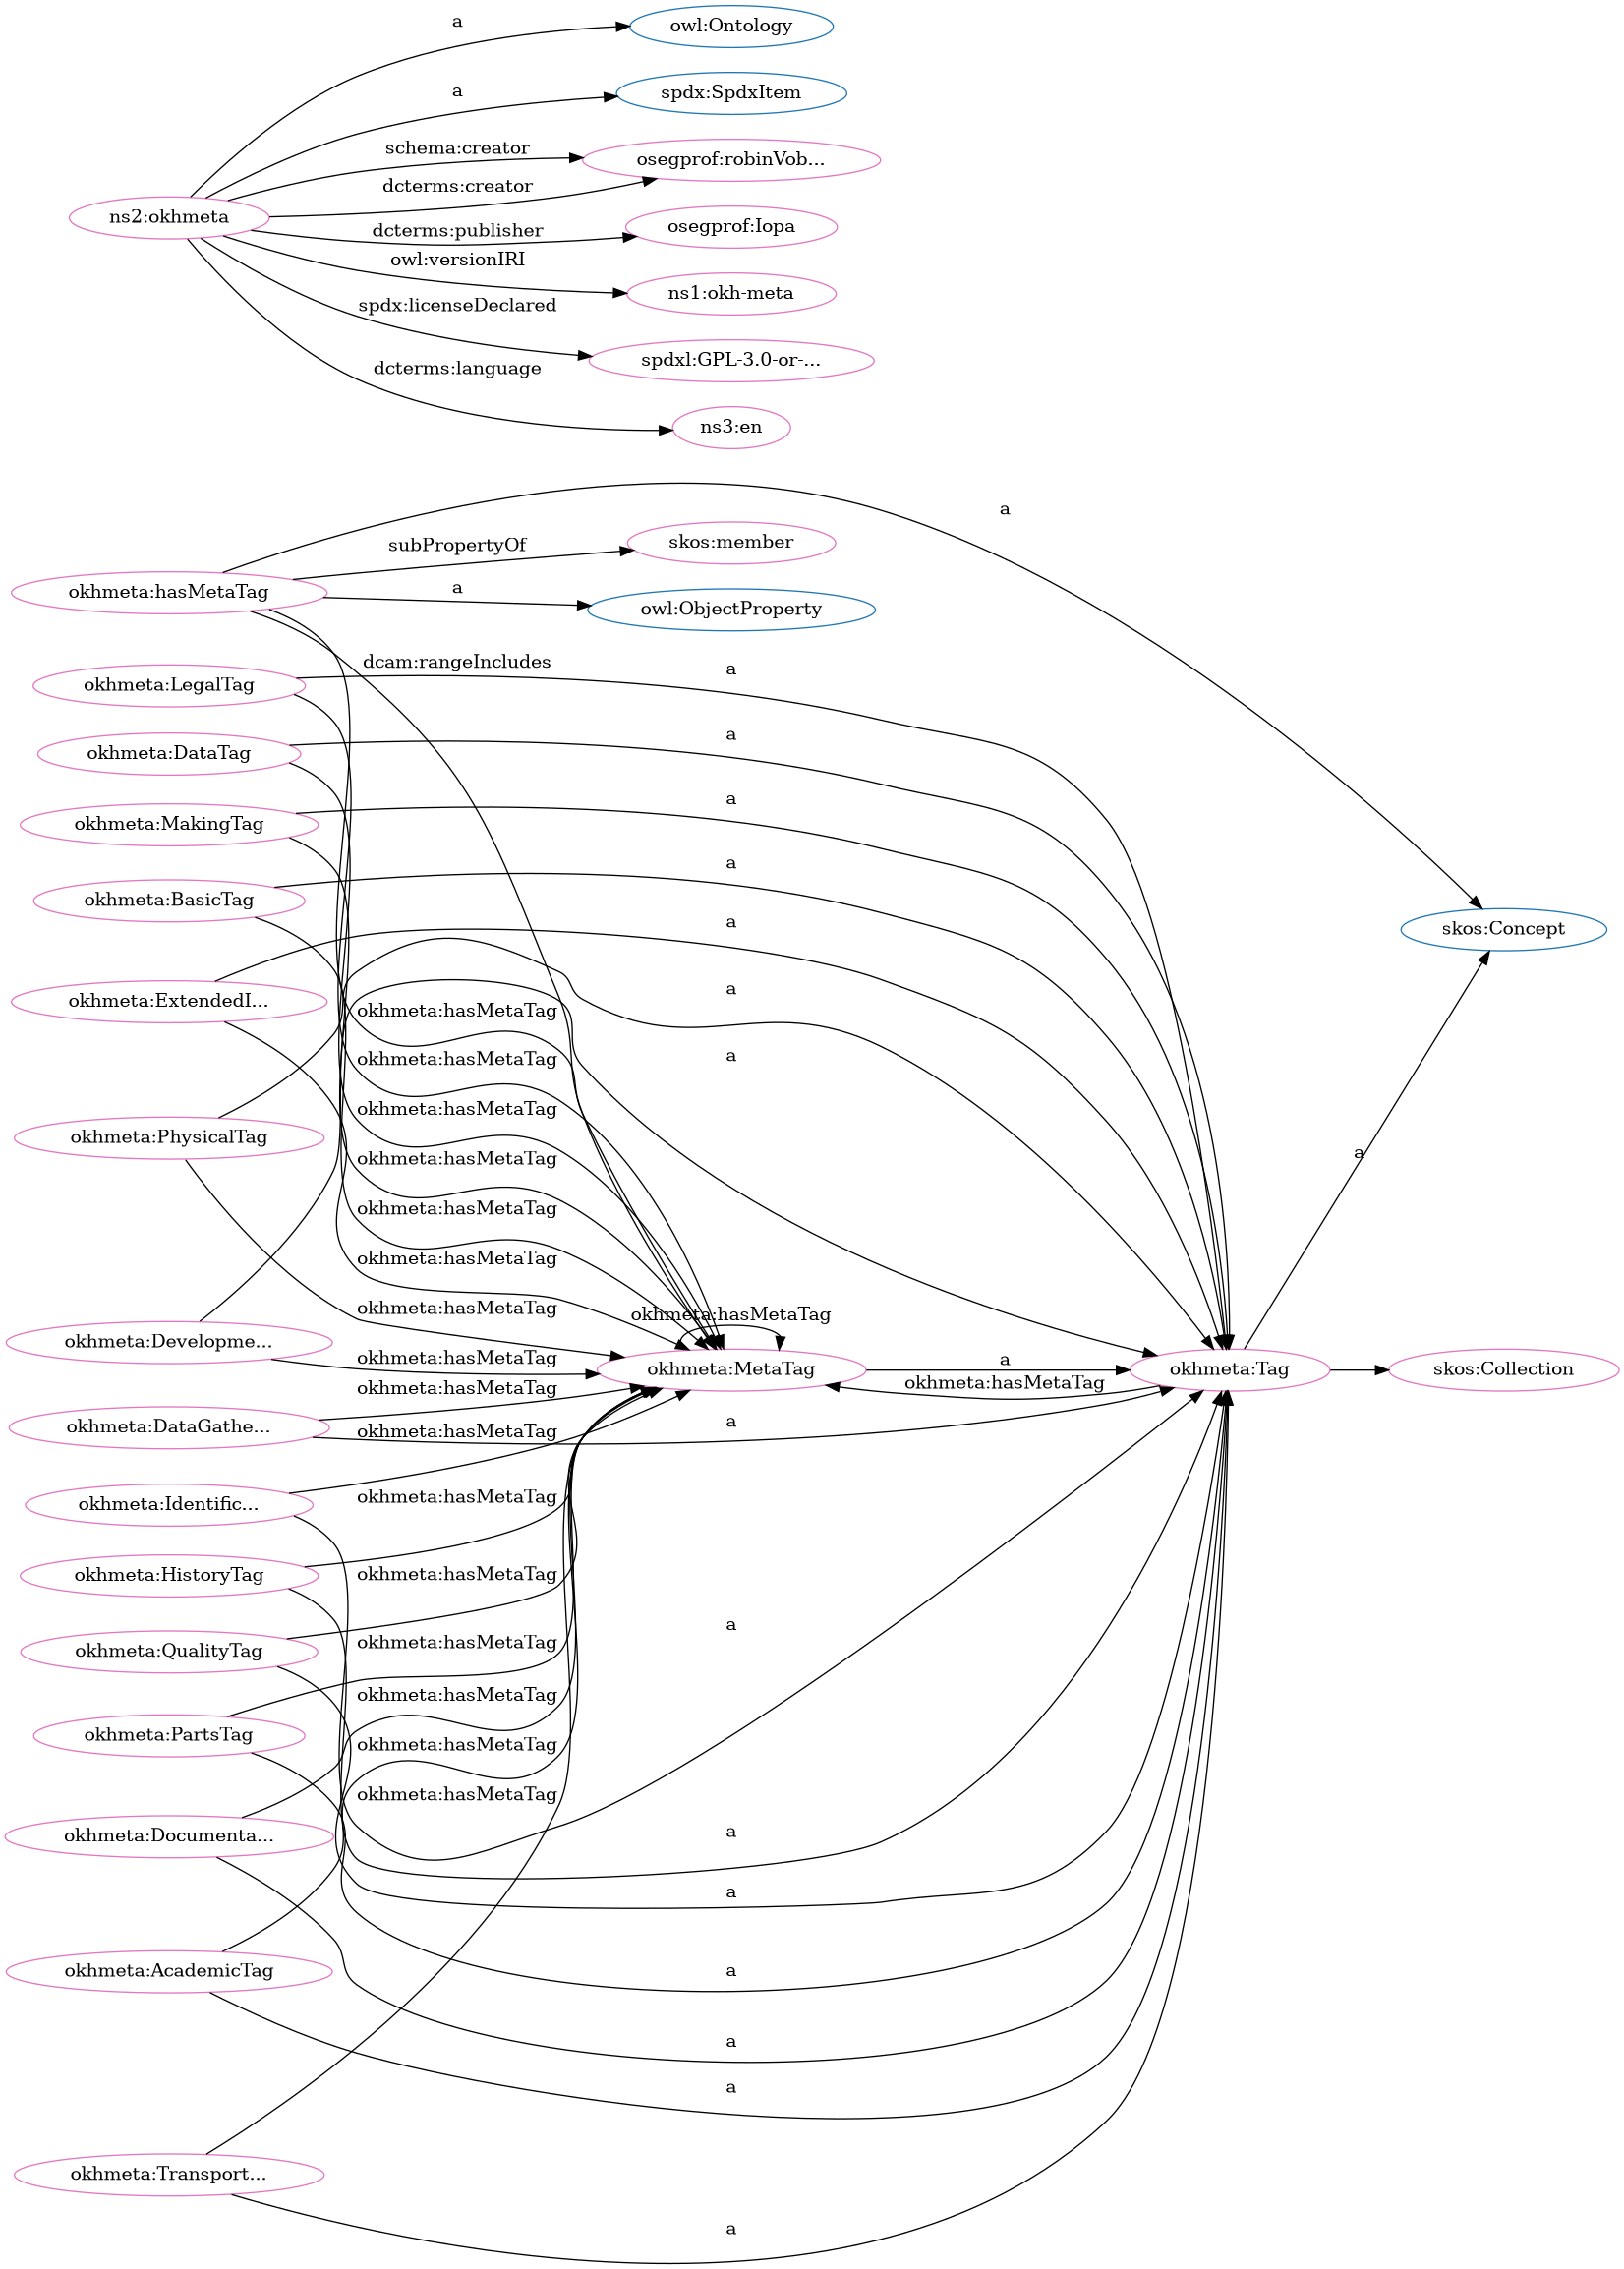 a
owl:Ontology
a
spdx:SpdxItem
schema:creator
osegprof:robinVob...
dcterms:creator
ns2:okhmeta
dcterms:publisher
osegprof:Iopa
owl:versionIRI
ns1:okh-meta
spdx:licenseDeclared
spdxl:GPL-3.0-or-...
dcterms:language
ns3:en
a
subPropertyOf
skos:member
okhmeta:hasMetaTag
a
owl:ObjectProperty
dcam:rangeIncludes
okhmeta:LegalTag
a
okhmeta:DataTag
a
okhmeta:MakingTag
a
okhmeta:BasicTag
a
a
skos:Concept
okhmeta:ExtendedI...
a
okhmeta:hasMetaTag
a
okhmeta:hasMetaTag
okhmeta:hasMetaTag
okhmeta:PhysicalTag
okhmeta:hasMetaTag
a
okhmeta:hasMetaTag
okhmeta:hasMetaTag
okhmeta:hasMetaTag
okhmeta:hasMetaTag
okhmeta:Developme...
okhmeta:hasMetaTag
okhmeta:MetaTag
a
okhmeta:hasMetaTag
okhmeta:Tag
skos:Collection
okhmeta:hasMetaTag
okhmeta:DataGathe...
okhmeta:hasMetaTag
a
okhmeta:Identific...
okhmeta:hasMetaTag
okhmeta:HistoryTag
okhmeta:hasMetaTag
a
okhmeta:QualityTag
okhmeta:hasMetaTag
okhmeta:hasMetaTag
okhmeta:PartsTag
okhmeta:hasMetaTag
okhmeta:hasMetaTag
okhmeta:Documenta...
a
a
okhmeta:AcademicTag
a
a
a
okhmeta:Transport...
a